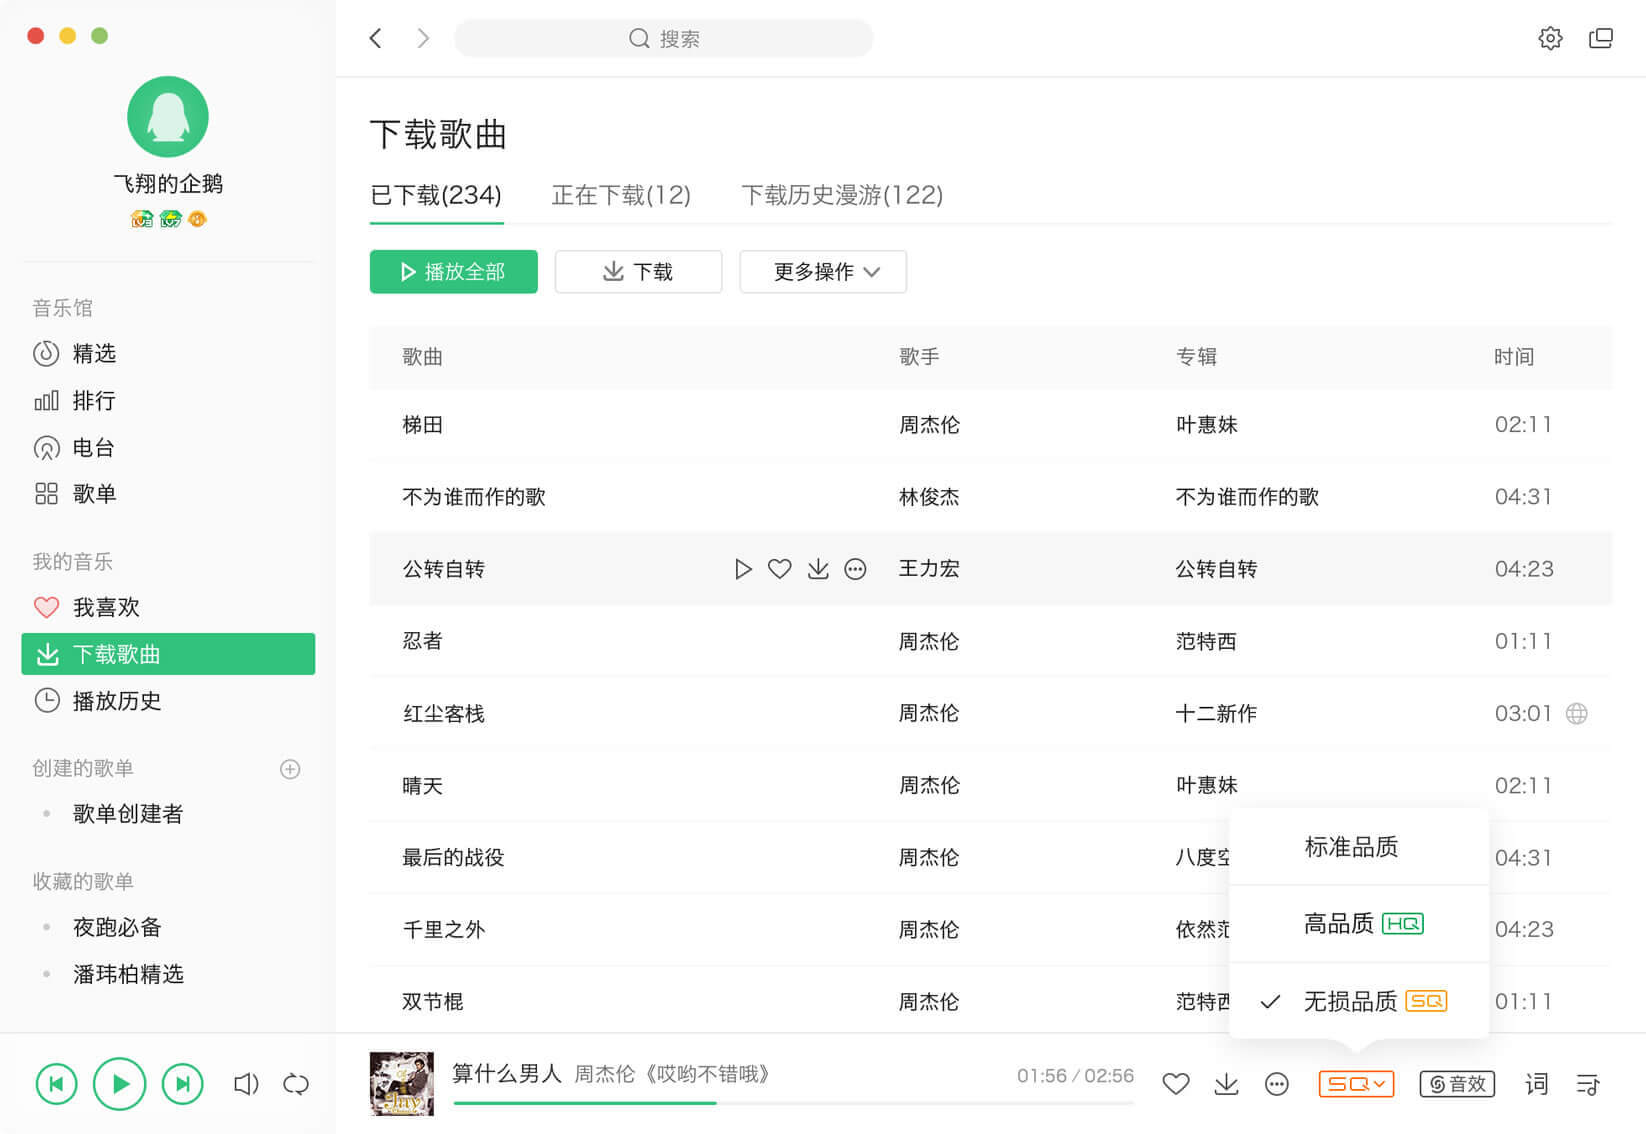 搜索
飞翔的企鹅
音乐馆
精选
排行
电台
歌单
我的音乐
我喜欢
下载歌曲
播放历史
创建的歌单
歌单创建者
收藏的歌单
夜跑必备
潘玮柏精选
下载歌曲
已下载(234) 正在下载(12) 下载历史漫游(122)
播放全部 下载 更多操作
歌曲 歌手 专辑 时间
梯田 周杰伦 叶惠妹 02:11
不为谁而作的歌 林俊杰 不为谁而作的歌 04:31
公转自转 王力宏 公转自转 04:23
忍者 周杰伦 范特西 01:11
红尘客栈 周杰伦 十二新作 03:01
晴天 周杰伦 叶惠妹 02:11
最后的战役 周杰伦 八度空 04:31
千里之外 周杰伦 依然范 04:23
双节棍 周杰伦 范特西 01:11
标准品质
高品质 HQ
无损品质 SQ
算什么男人 周杰伦《哎哟不错哦》 01:56 / 02:56
SQ 音效 词